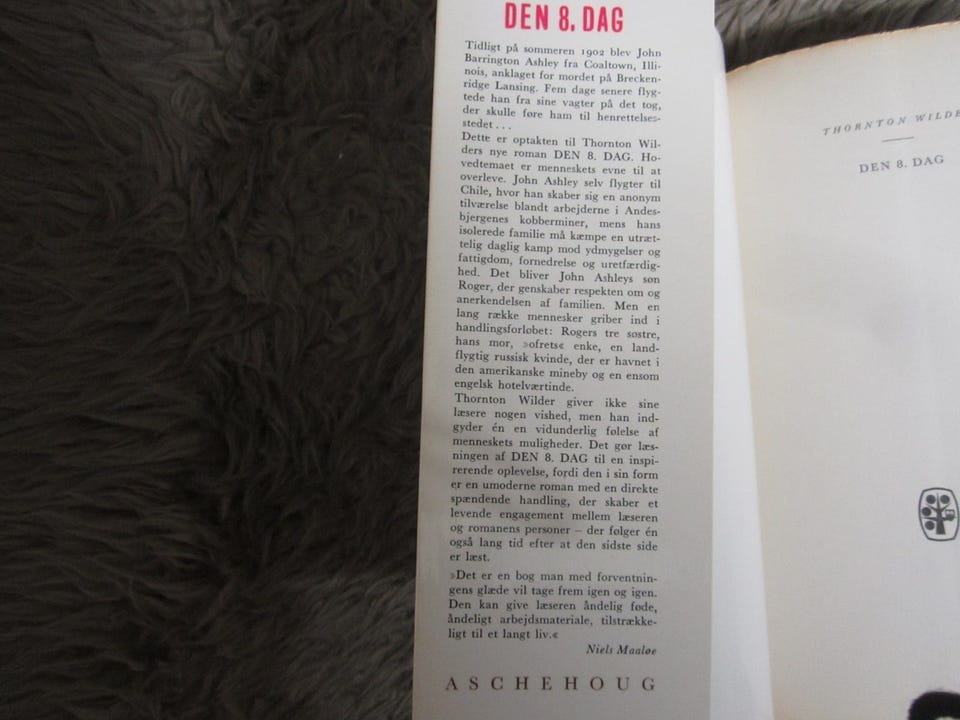 DEN 8. DAG
Tidligt på sommeren 1902 blev John
Barrington Ashley fra Coaltown, Illi-
nois, anklaget for mordet på Brecken-
ridge Lansing. Fem dage senere flyg-
tede han fra sine vagter på det tog,
der skulle føre ham til henrettelses-
stedet . . .
Dette er optakten til Thornton Wil-
ders nye roman DEN 8. DAG. Ho-
vedtemaet er menneskets evne til at
overleve. John Ashley selv flygter til
Chile, hvor han skaber sig en anonym
tilværelse blandt arbejderne i Andes-
bjergenes kobberminer, mens hans
isolerede familie må kæmpe en utræt-
telig daglig kamp mod ydmygelser og
fattigdom, fornedrelse og uretfærdig-
hed. Det bliver John Ashleys søn
Roger, der genskaber respekten om og
anerkendelsen af familien. Men en
lang række mennesker griber ind i
handlingsforløbet: Rogers tre søstre,
hans mor, »ofrets« enke, en land-
flygtig russisk kvinde, der er havnet i
den amerikanske mineby og en ensom
engelsk hotelværtinde.
Thornton Wilder giver ikke sine
læsere nogen vished, men han ind-
gyder én en vidunderlig følelse af
menneskets muligheder. Det gør læs-
ningen af DEN 8. DAG til en inspi-
rerende oplevelse, fordi den i sin form
er en umoderne roman med en direkte
spændende handling, der skaber et
levende engagement mellem læseren
og romanens personer – der følger én
også lang tid efter at den sidste side
er læst.
»Det er en bog man med forventnin-
gens glæde vil tage frem igen og igen.
Den kan give læseren åndelig føde,
åndeligt arbejdsmateriale, tilstrække-
ligt til et langt liv.«
Niels Maaløe
ASCHEHOUG
THORNTON WILDE
DEN 8. DAG